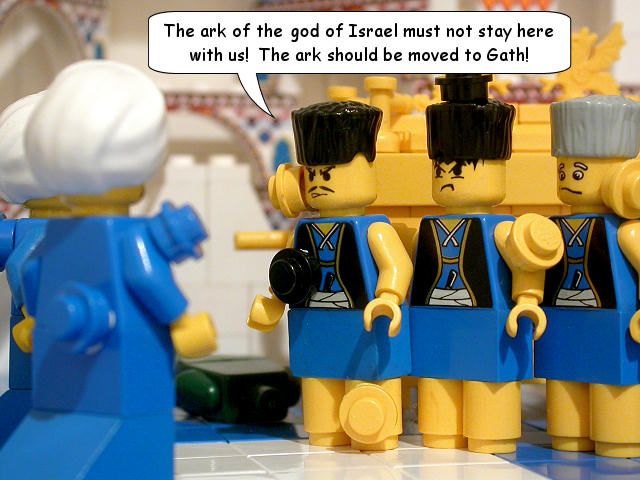 The ark of the god of Israel must not stay here
with us! The ark should be moved to Gath!